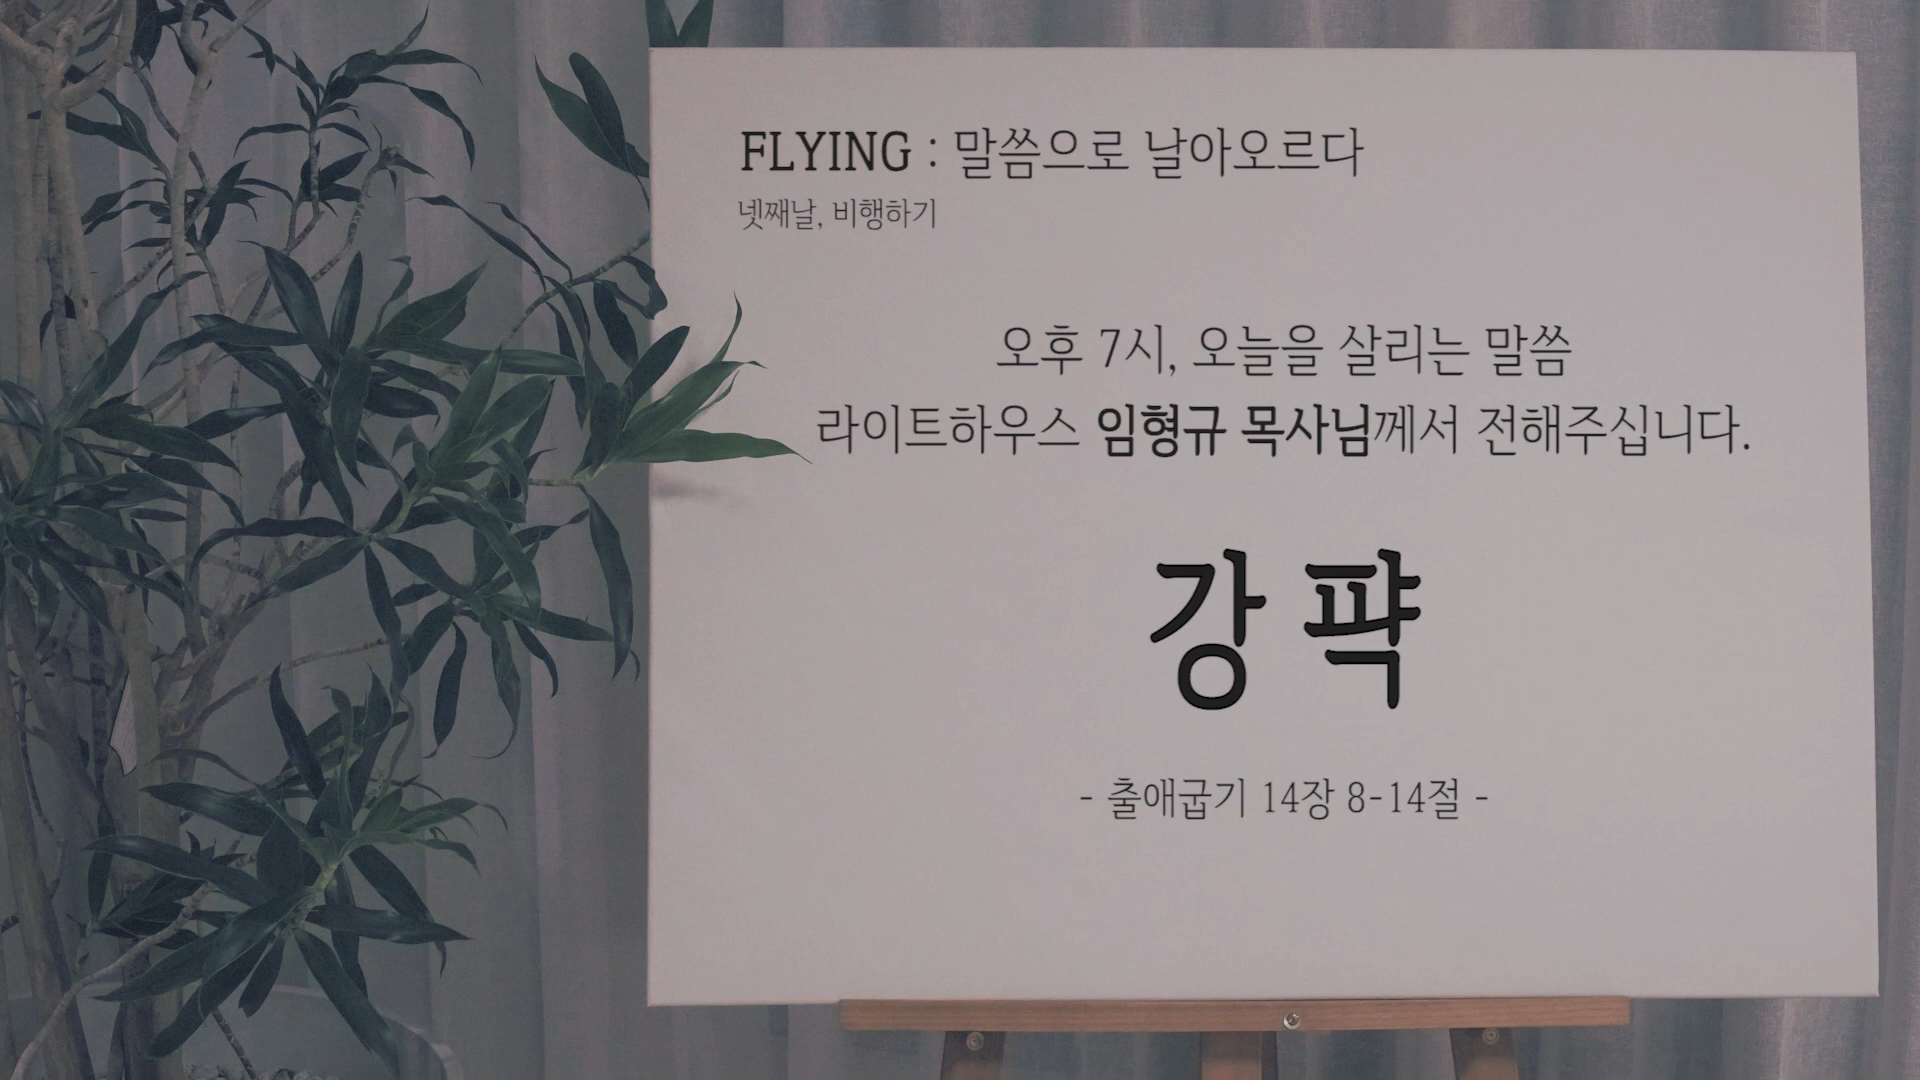 FLYING : 말씀으로 날아오르다
넷째날, 비행하기
오후 7시, 오늘을 살리는 말씀
라이트하우스 임형규 목사님께서 전해주십니다.
강 퍅
- 출애굽기 14장 8-14절 -